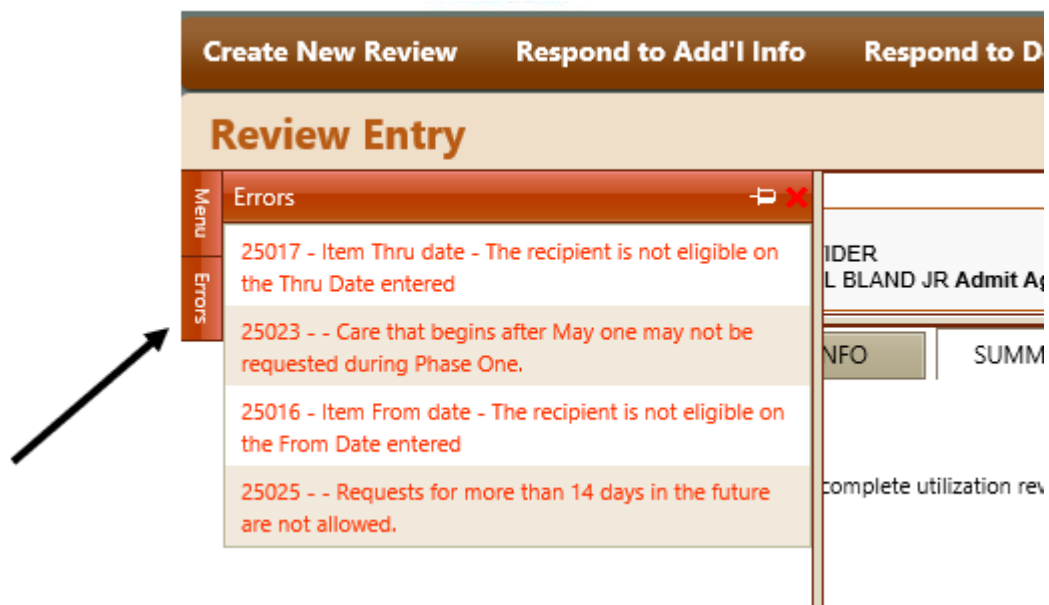 Create New Review Respond to Add'l Info Respond to D
Review Entry
Menu
Errors
Errors
25017 - Item Thru date - The recipient is not eligible on
the Thru Date entered
25023 - - Care that begins after May one may not be
requested during Phase One.
25016 - Item From date - The recipient is not eligible on
the From Date entered
25025 - - Requests for more than 14 days in the future
are not allowed.
IDER
L BLAND JR Admit Ag
NFO SUMM
complete utilization rev